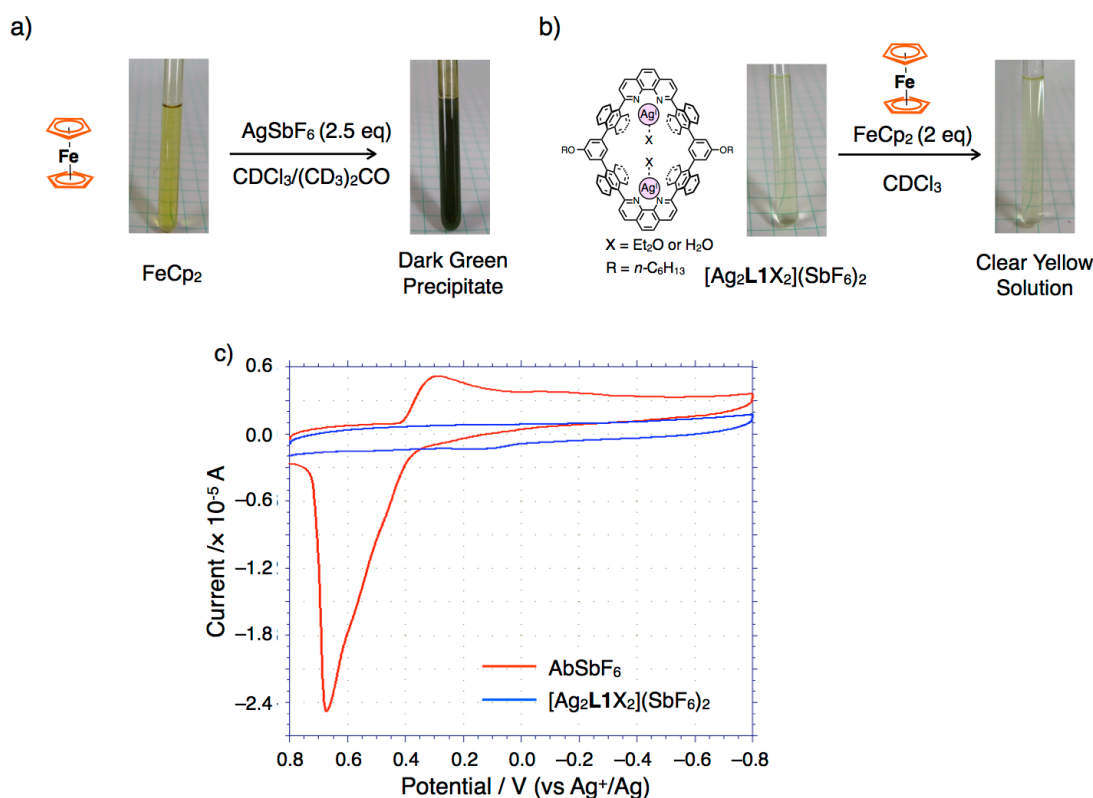 a)
Fe
AgSbF6 (2.5 eq)
CDCl3/(CD3)2CO
FeCp2
Dark Green
Precipitate
b)
N N
AgI
X
RO
OR
X
AgI
N N
X = Et2O or H2O
R = n-C6H13
[Ag2L1X2](SbF6)2
Fe
FeCp2 (2 eq)
CDCl3
Clear Yellow
Solution
c)
Current /× 10-5 A
0.6
0.0
–0.6
–1.2
–1.8
–2.4
AbSbF6
[Ag2L1X2](SbF6)2
0.8 0.6 0.4 0.2 0.0 –0.2 –0.4 –0.6 –0.8
Potential / V (vs Ag+/Ag)